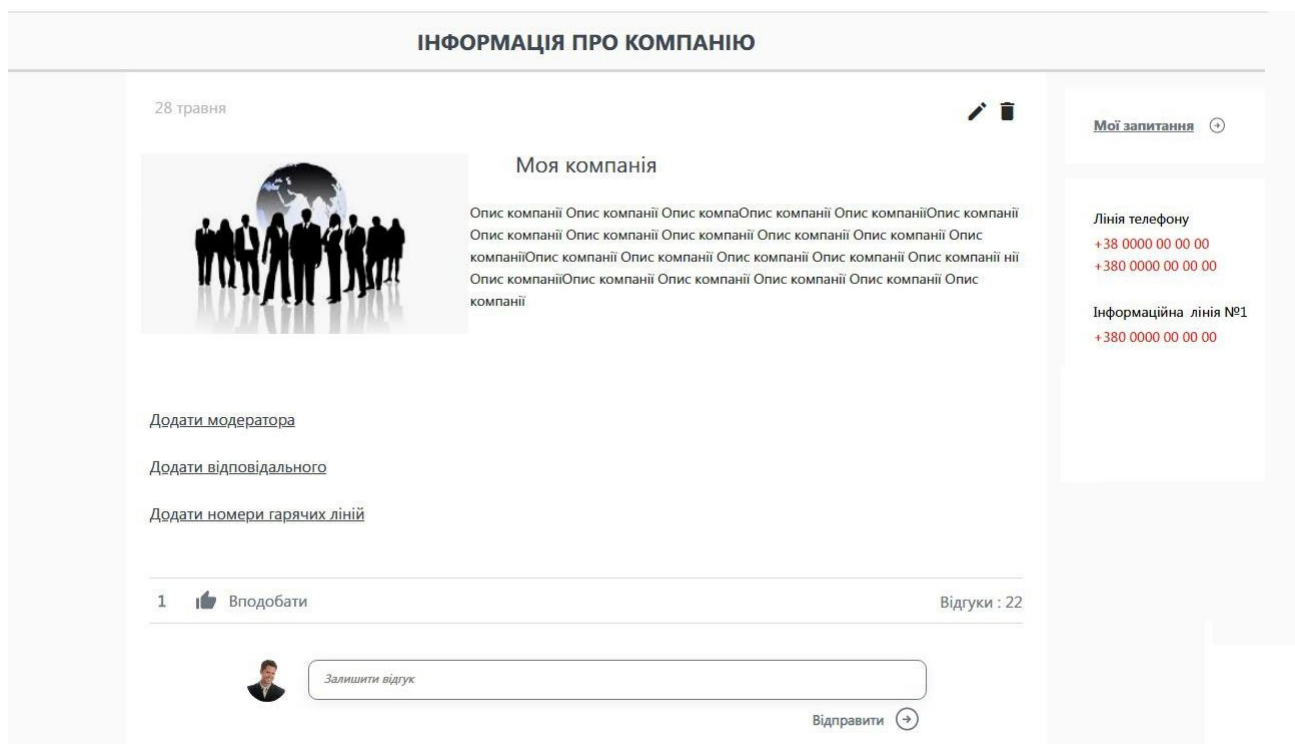 ІНФОРМАЦІЯ ПРО КОМПАНІЮ
28 травня
Моя компанія
Опис компанії Опис компанії Опис компаОпис компанії Опис компаніїОпис компанії
Опис компанії Опис компанії Опис компанії Опис компанії Опис компанії Опис
компаніїОпис компанії Опис компанії Опис компанії Опис компанії Опис компанії нії
Опис компаніїОпис компанії Опис компанії Опис компанії Опис компанії Опис
компанії
Додати модератора
Додати відповідального
Додати номери гарячих ліній
1 Вподобати
Відгуки : 22
Залишити відгук
Відправити
Мої запитання
Лінія телефону
+38 0000 00 00 00
+380 0000 00 00 00
Інформаційна лінія №1
+380 0000 00 00 00